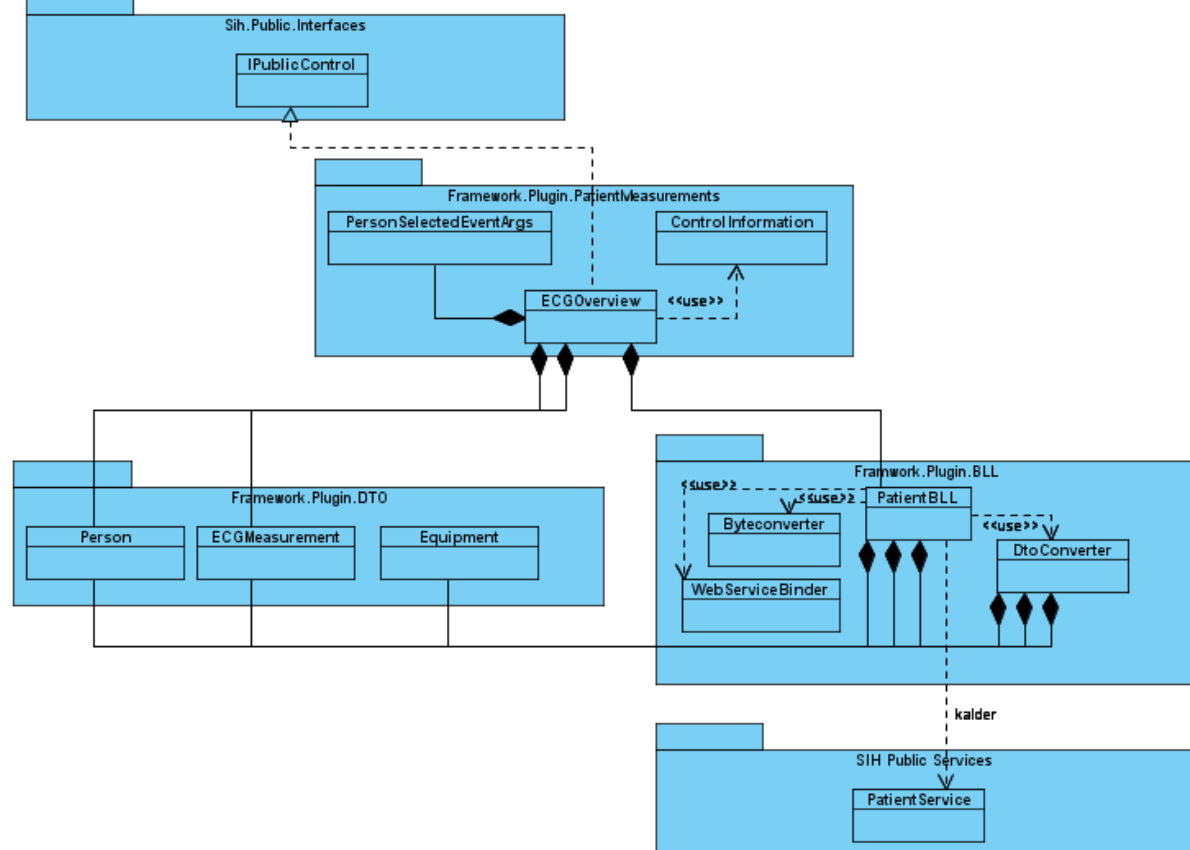 Sih.Public.Interfaces
IPublicControl
Framework.Plugin.PatientMeasurements
PersonSelectedEventArgs
ControlInformation
ECGOverview
<<use>>
Framework.Plugin.DTO
Person
ECGMeasurement
Equipment
Framwork.Plugin.BLL
<<use>>
<<use>>
PatientBLL
Byteconverter
<<use>>
DtoConverter
WebServiceBinder
kalder
SIH Public Services
PatientService